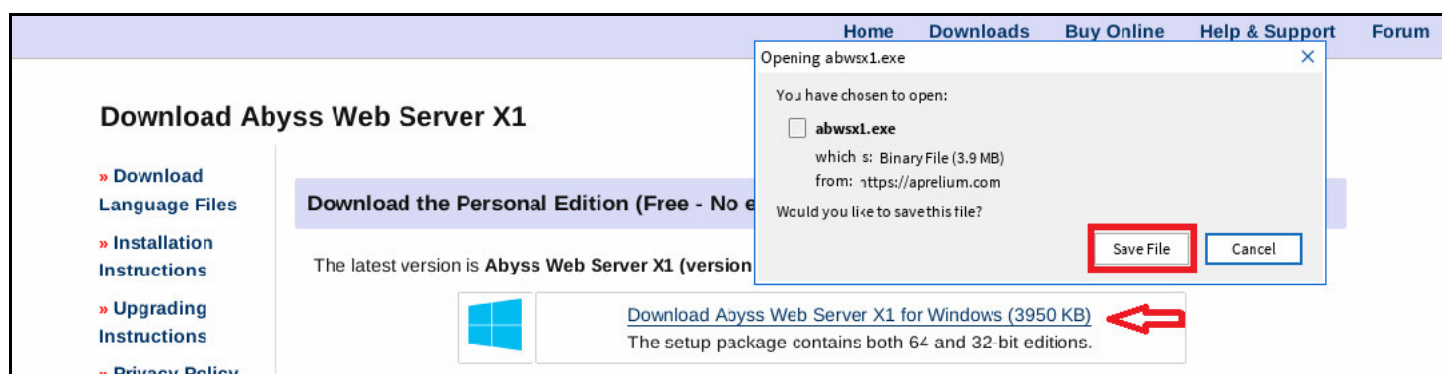 Home Downloads Buy Online Help & Support Forum
Opening abwsx1.exe
You have chosen to open:
abwsx1.exe
which s: Binary File (3.9 MB)
from: https://aprelium.com
Would you like to save this file?
Save File Cancel
Download Abyss Web Server X1
» Download
Language Files
» Installation
Instructions
» Upgrading
Instructions
» Privacy Policy
Download the Personal Edition (Free - No e
The latest version is Abyss Web Server X1 (version
Download Abyss Web Server X1 for Windows (3950 KB)
The setup package contains both 64 and 32-bit editions.